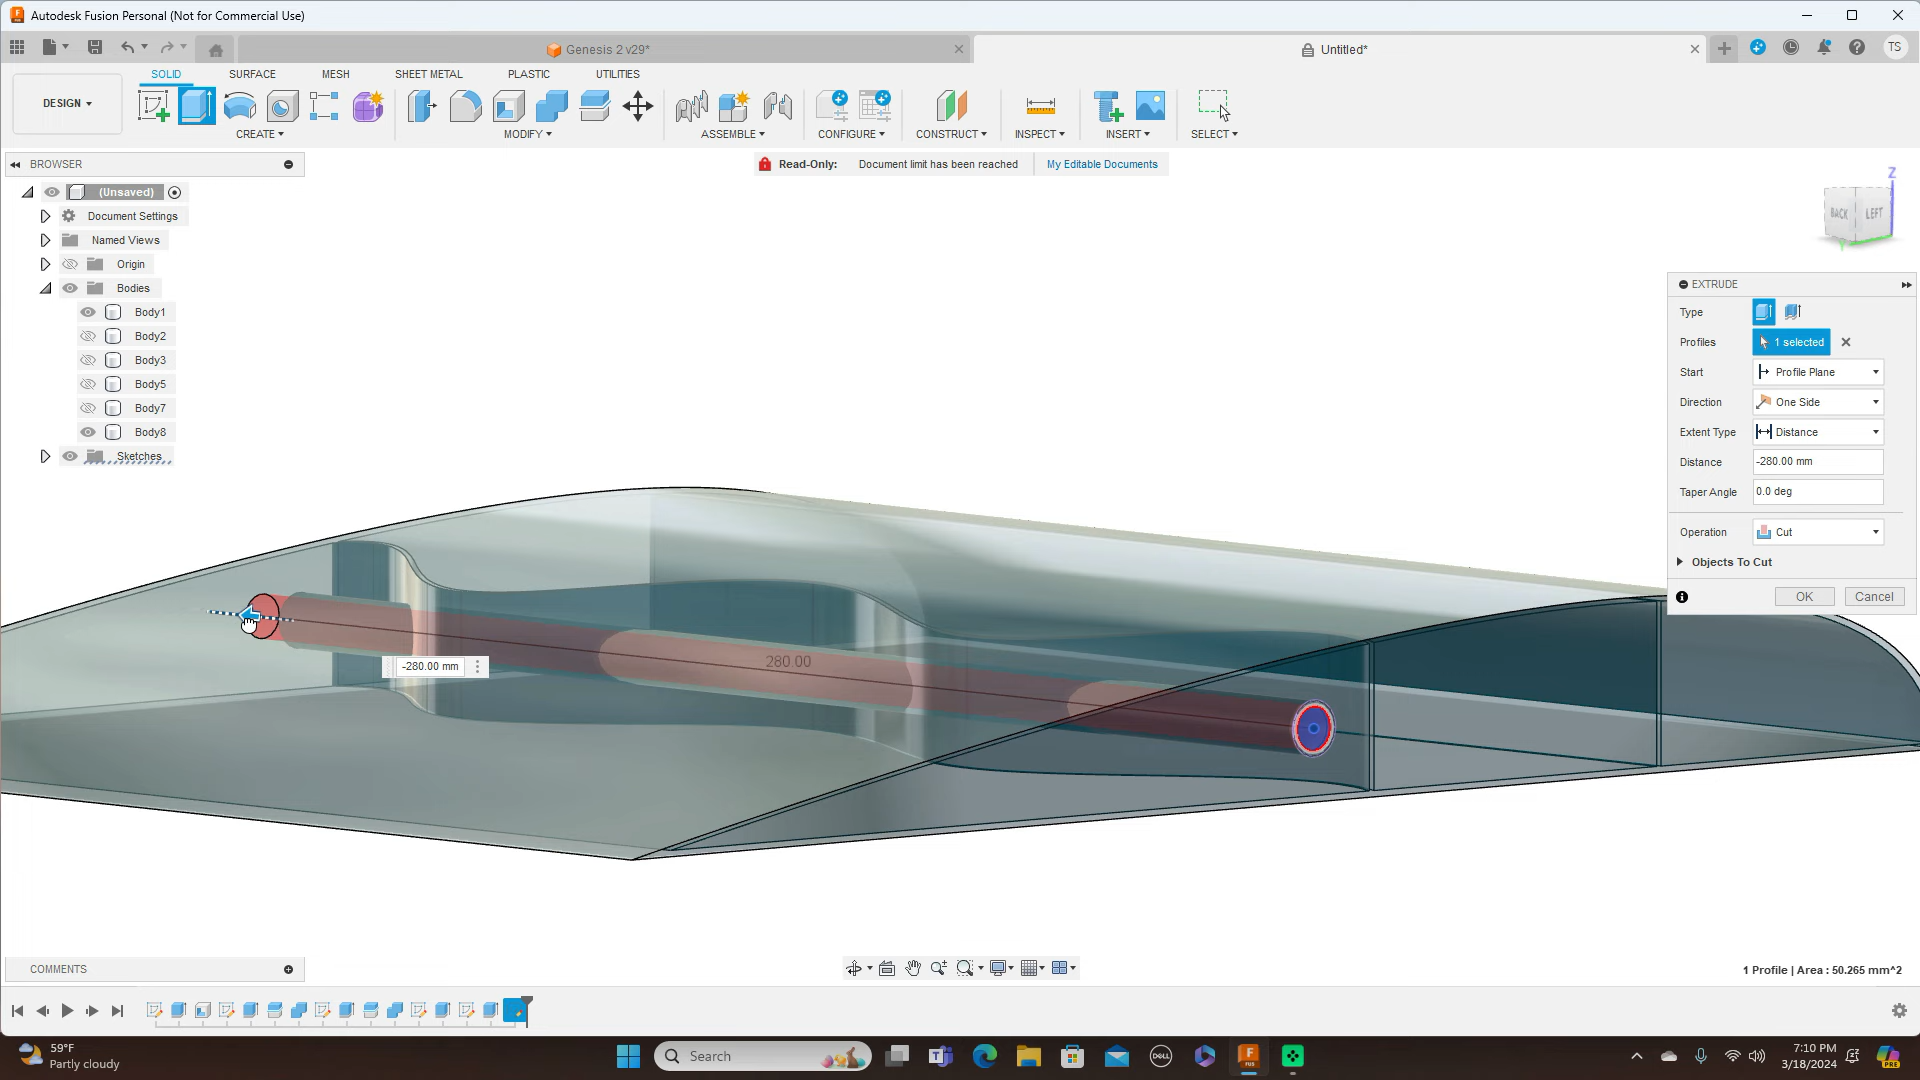 Autodesk Fusion Personal (Not for Commercial Use)
Genesis 2 v29*
Untitled*
TS
DESIGN
SOLID
SURFACE
MESH
SHEET METAL
PLASTIC
UTILITIES
CREATE
MODIFY
ASSEMBLE
CONFIGURE
CONSTRUCT
INSPECT
INSERT
SELECT
BROWSER
Read-Only: Document limit has been reached
My Editable Documents
(Unsaved)
Document Settings
Named Views
Origin
Bodies
Body1
Body2
Body3
Body5
Body7
Body8
Sketches
Z
BACK
LEFT
Y
EXTRUDE
Type
Profiles 1 selected
Start Profile Plane
Direction One Side
Extent Type Distance
Distance -280.00 mm
Taper Angle 0.0 deg
Operation Cut
Objects To Cut
OK
Cancel
-280.00 mm
280.00
COMMENTS
1 Profile | Area : 50.265 mm^2
59°F
Partly cloudy
Search
DELL
FUS
7:10 PM
3/18/2024
PRE